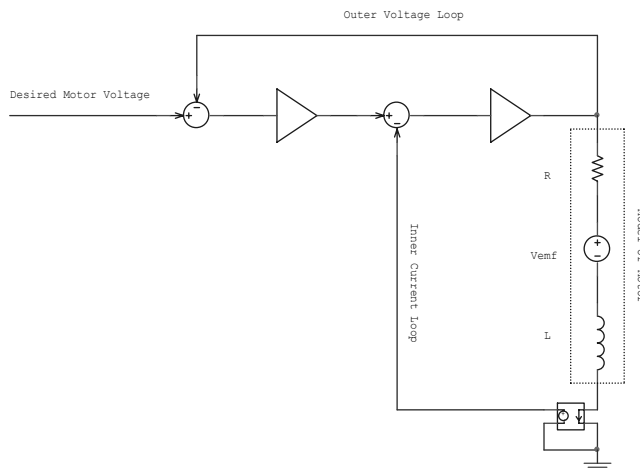 Outer Voltage Loop
Desired Motor Voltage
R
Inner Current Loop
Vemf
L